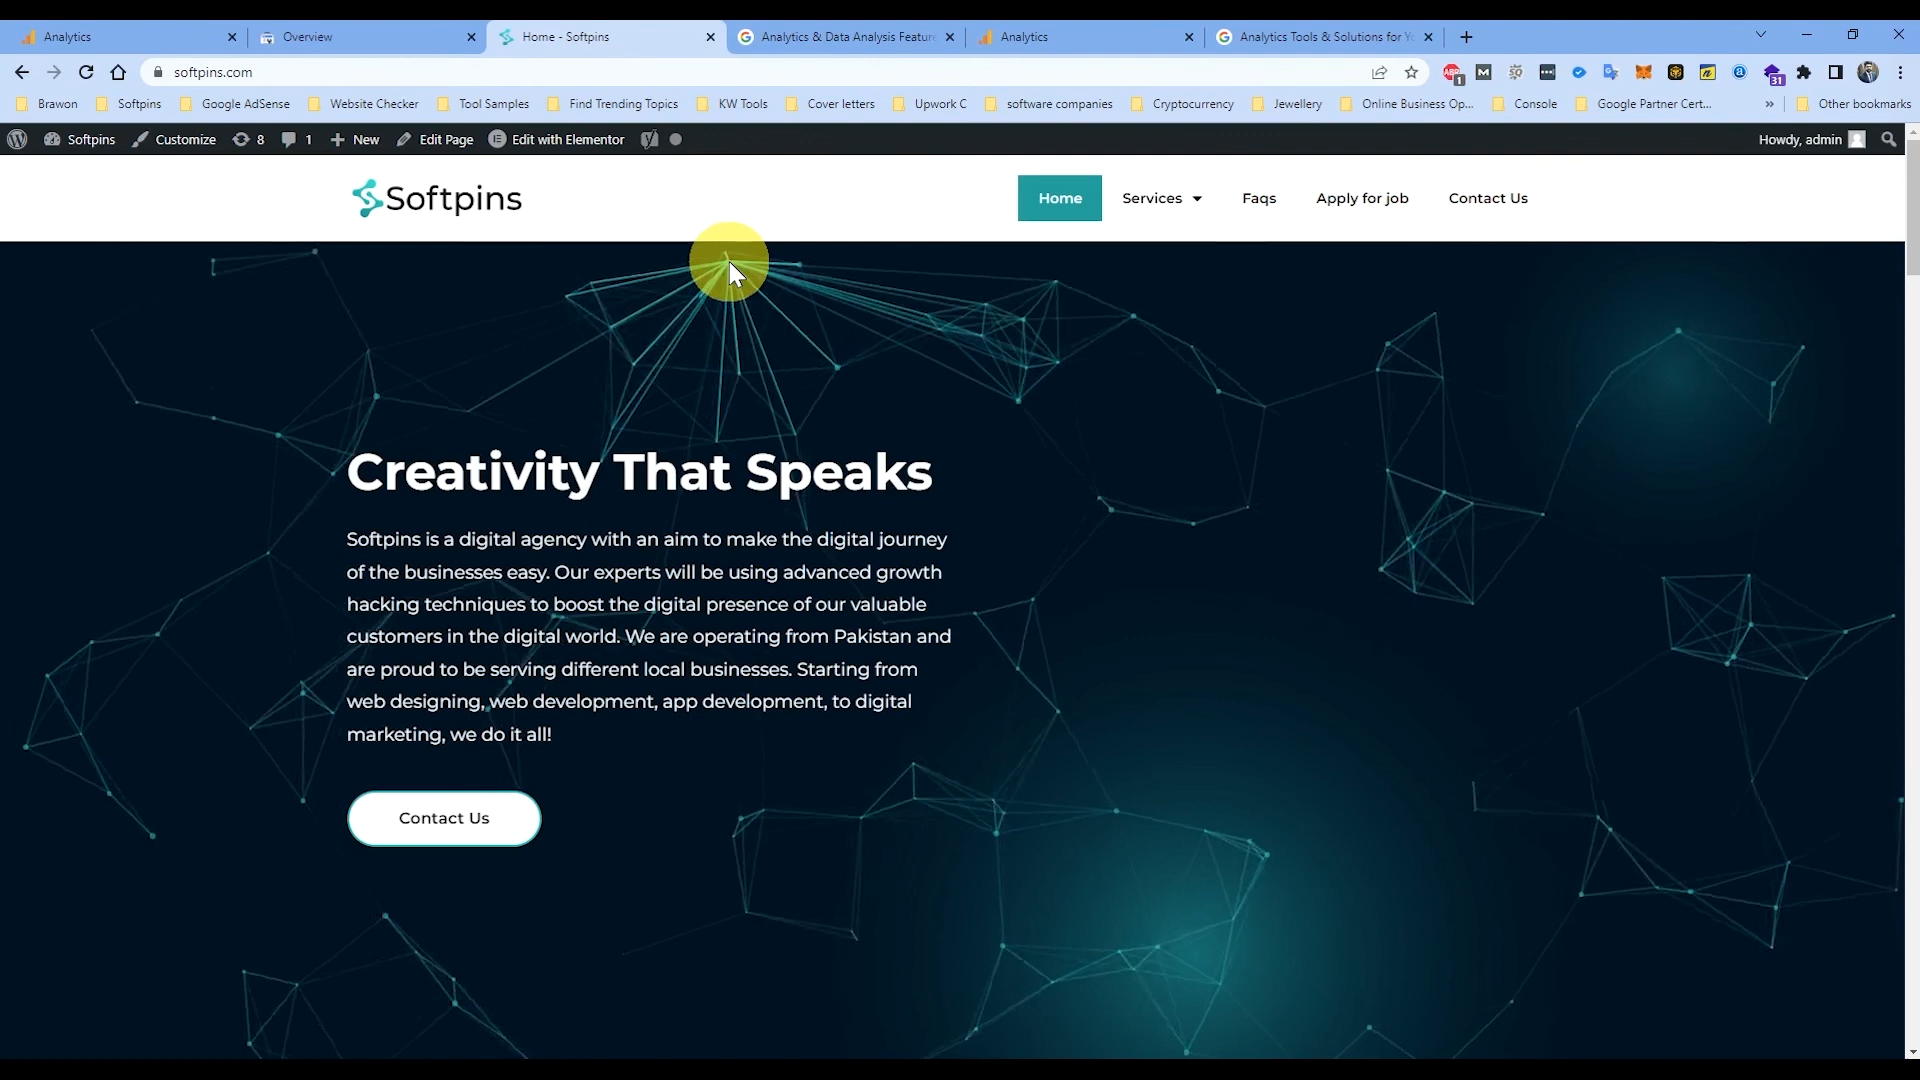 Analytics
Overview
Home - Softpins
Analytics & Data Analysis Feature
Analytics
Analytics Tools & Solutions for Yo
softpins.com
1
31
Brawon
Softpins
Google AdSense
Website Checker
Tool Samples
Find Trending Topics
KW Tools
Cover letters
Upwork C
software companies
Cryptocurrency
Jewellery
Online Business Op...
Console
Google Partner Cert...
»
Other bookmarks
Softpins
Customize
8
1
New
Edit Page
Edit with Elementor
Howdy, admin
Softpins
Home
Services
Faqs
Apply for job
Contact Us
Creativity That Speaks
Softpins is a digital agency with an aim to make the digital journey
of the businesses easy. Our experts will be using advanced growth
hacking techniques to boost the digital presence of our valuable
customers in the digital world. We are operating from Pakistan and
are proud to be serving different local businesses. Starting from
web designing, web development, app development, to digital
marketing, we do it all!
Contact Us